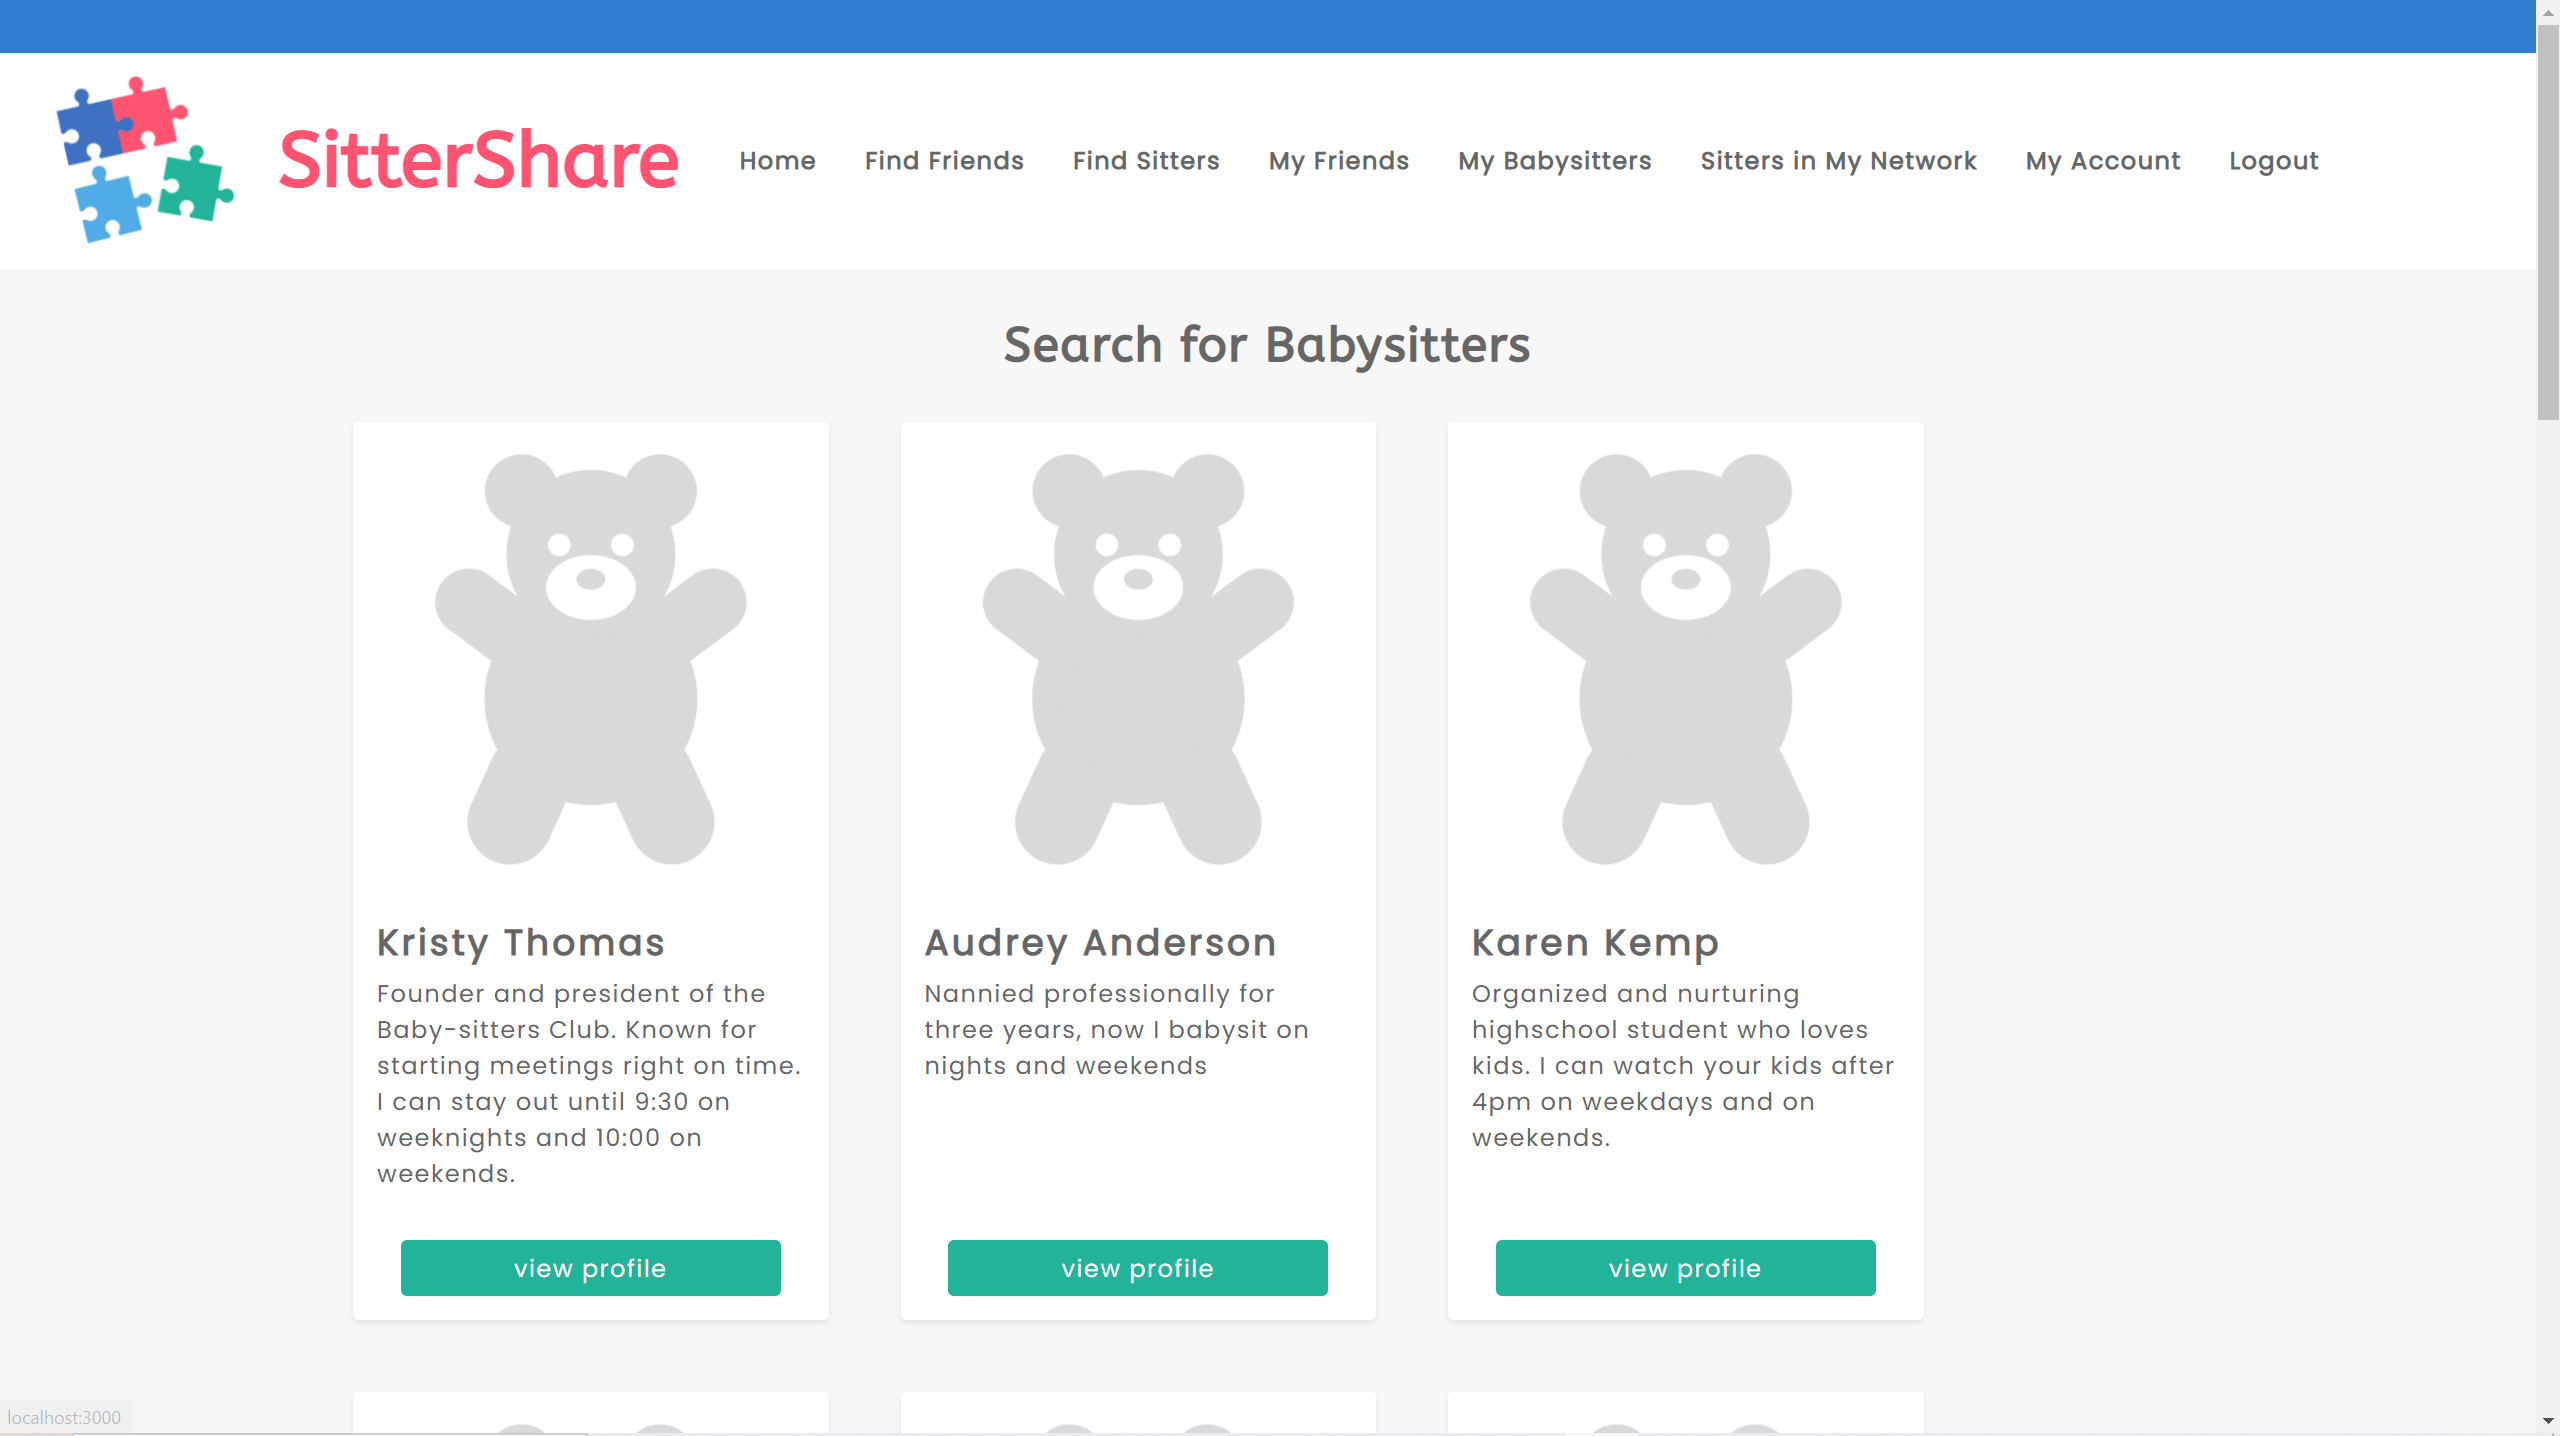 SitterShare
Home Find Friends Find Sitters My Friends My Babysitters Sitters in My Network My Account Logout
Search for Babysitters
Kristy Thomas
Founder and president of the
Baby-sitters Club. Known for
starting meetings right on time.
I can stay out until 9:30 on
weeknights and 10:00 on
weekends.
view profile
Audrey Anderson
Nannied professionally for
three years, now I babysit on
nights and weekends
view profile
Karen Kemp
Organized and nurturing
highschool student who loves
kids. I can watch your kids after
4pm on weekdays and on
weekends.
view profile
localhost:3000